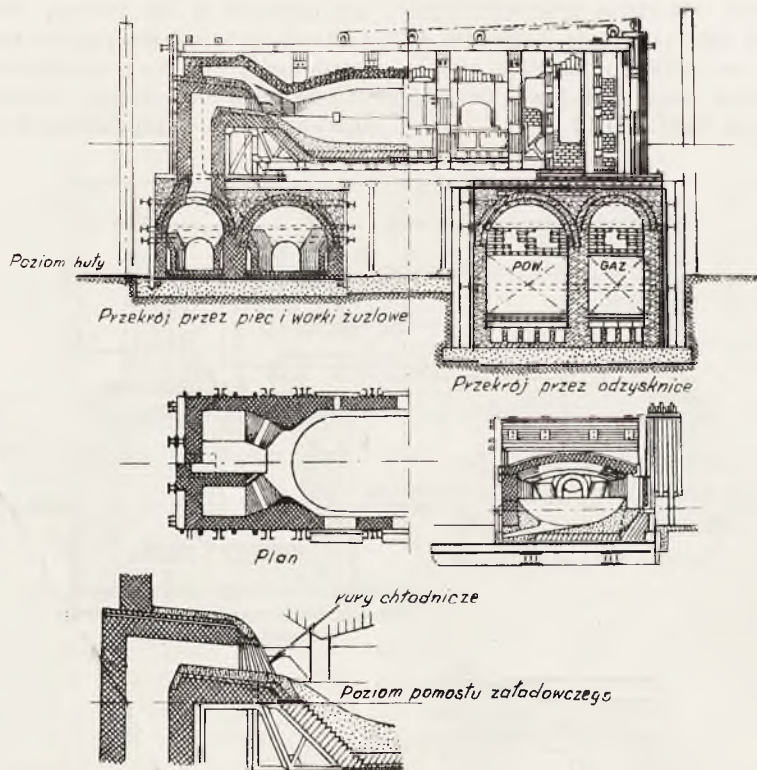 Poziom huty
POW.
GAZ
Przekrój przez piec i worki żużlowe
Przekrój przez odzysknice
Plan
rury chłodnicze
Poziom pomostu załadowczego